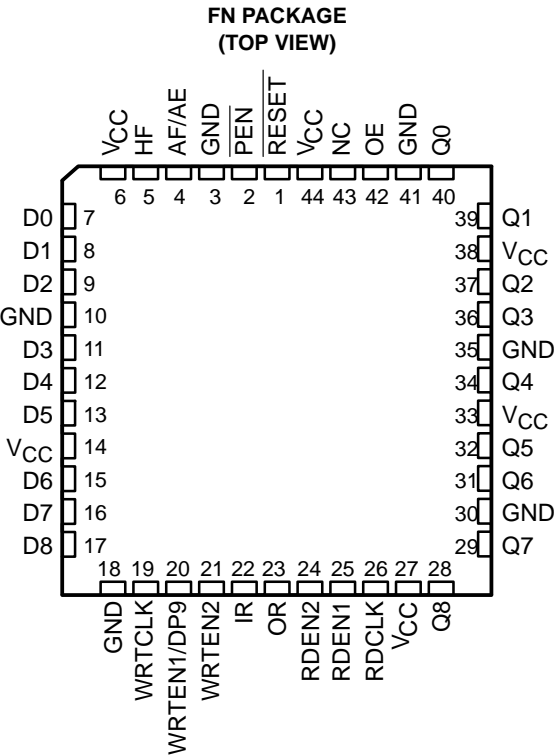 FN PACKAGE
(TOP VIEW)
VCC HF AF/AE GND PEN RESET VCC NC OE GND Q0
6 5 4 3 2 1 44 43 42 41 40
D0 7 39 Q1
D1 8 38 VCC
D2 9 37 Q2
GND 10 36 Q3
D3 11 35 GND
D4 12 34 Q4
D5 13 33 VCC
VCC 14 32 Q5
D6 15 31 Q6
D7 16 30 GND
D8 17 29 Q7
18 19 20 21 22 23 24 25 26 27 28
GND WRTCLK WRTEN1/DP9 WRTEN2 IR OR RDEN2 RDEN1 RDCLK VCC Q8